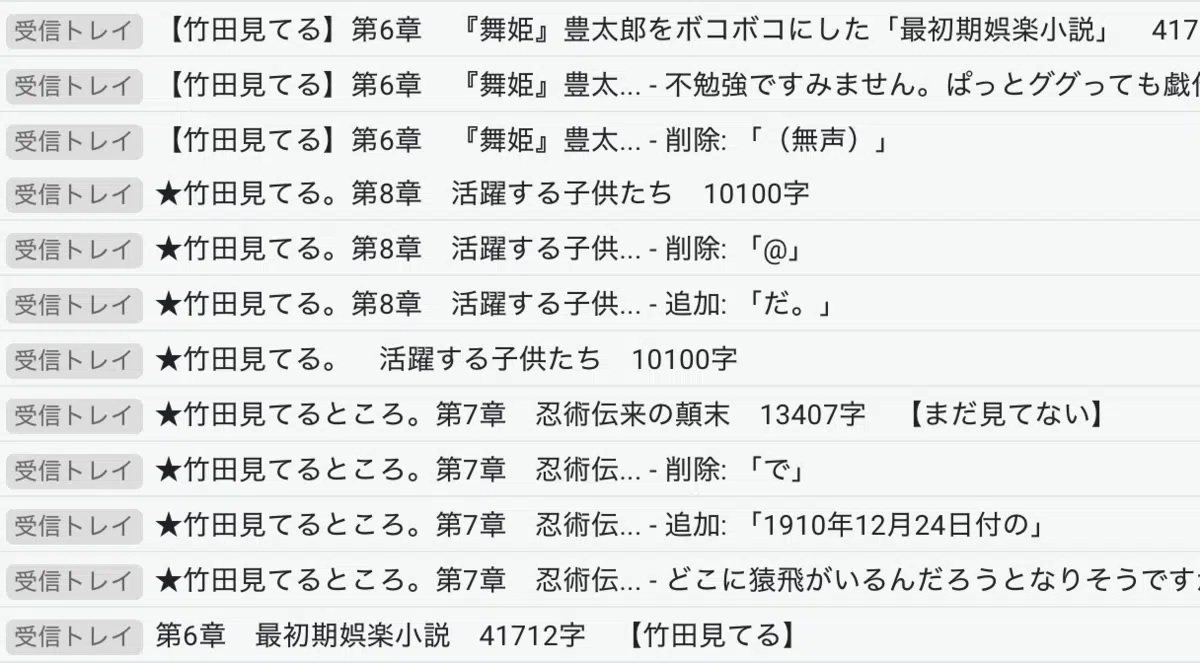 受信トレイ 【竹田見てる】第6章　『舞姫』豊太郎をボコボコにした「最初期娯楽小説」　417
受信トレイ 【竹田見てる】第6章　『舞姫』豊太... - 不勉強ですみません。ぱっとググっても戯作
受信トレイ 【竹田見てる】第6章　『舞姫』豊太... - 削除: 「（無声）」
受信トレイ ★竹田見てる。第8章　活躍する子供たち　10100字
受信トレイ ★竹田見てる。第8章　活躍する子供... - 削除: 「@」
受信トレイ ★竹田見てる。第8章　活躍する子供... - 追加: 「だ。」
受信トレイ ★竹田見てる。　活躍する子供たち　10100字
受信トレイ ★竹田見てるところ。第7章　忍術伝来の顛末　13407字　【まだ見てない】
受信トレイ ★竹田見てるところ。第7章　忍術伝... - 削除: 「で」
受信トレイ ★竹田見てるところ。第7章　忍術伝... - 追加: 「1910年12月24日付の」
受信トレイ ★竹田見てるところ。第7章　忍術伝... - どこに猿飛がいるんだろうとなりそうです
受信トレイ 第6章　最初期娯楽小説　41712字　【竹田見てる】